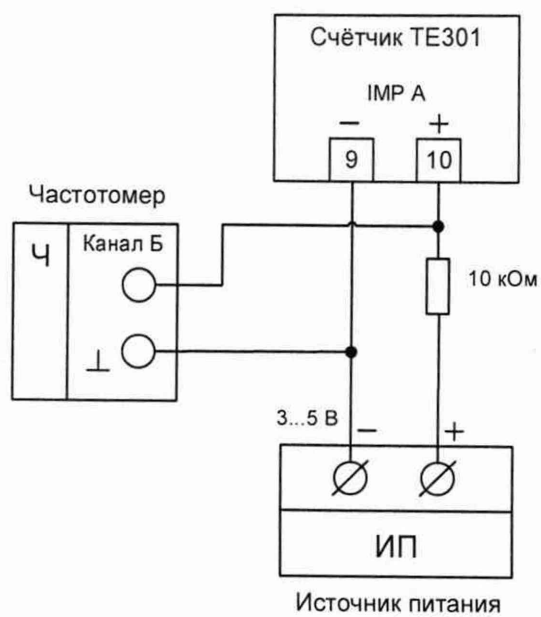 Счётчик ТЕ301
IMP A
− +
9 10
Частотомер
Ч Канал Б
⊥
10 кОм
3...5 В − +
ИП
Источник питания